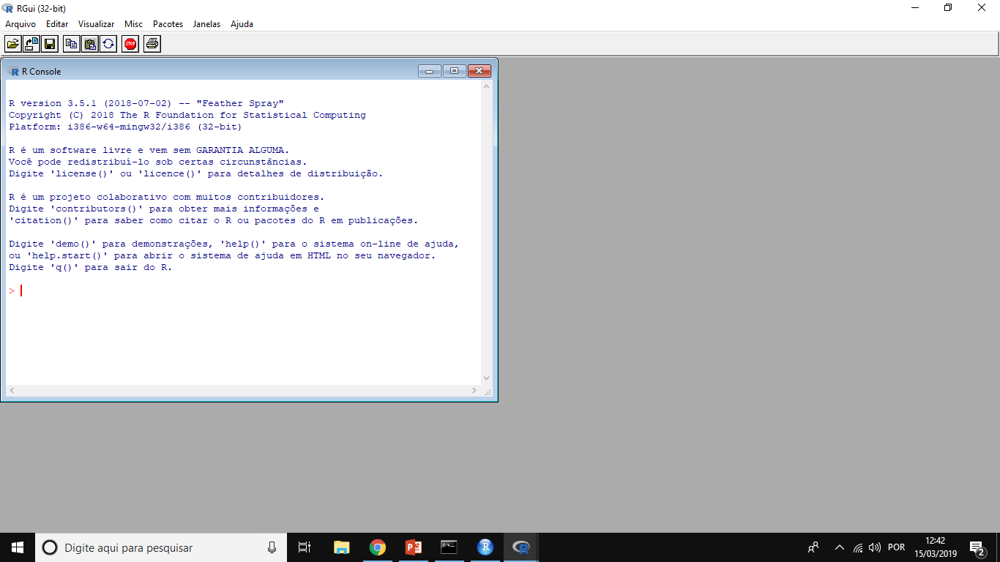 RGui (32-bit)
Arquivo Editar Visualizar Misc Pacotes Janelas Ajuda
STOP
R Console
R version 3.5.1 (2018-07-02) -- "Feather Spray"
Copyright (C) 2018 The R Foundation for Statistical Computing
Platform: i386-w64-mingw32/i386 (32-bit)
R é um software livre e vem sem GARANTIA ALGUMA.
Você pode redistribuí-lo sob certas circunstâncias.
Digite 'license()' ou 'licence()' para detalhes de distribuição.
R é um projeto colaborativo com muitos contribuidores.
Digite 'contributors()' para obter mais informações e
'citation()' para saber como citar o R ou pacotes do R em publicações.
Digite 'demo()' para demonstrações, 'help()' para o sistema on-line de ajuda,
ou 'help.start()' para abrir o sistema de ajuda em HTML no seu navegador.
Digite 'q()' para sair do R.
>
Digite aqui para pesquisar
POR
12:42
15/03/2019
2